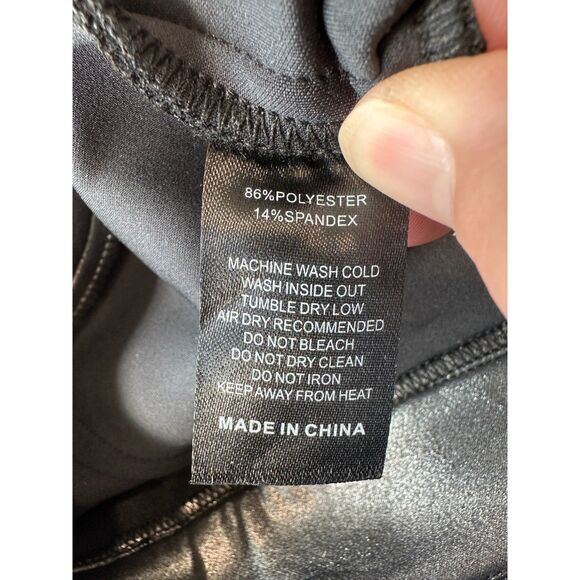 86%POLYESTER
14%SPANDEX
MACHINE WASH COLD
WASH INSIDE OUT
TUMBLE DRY LOW
AIR DRY RECOMMENDED
DO NOT BLEACH
DO NOT DRY CLEAN
DO NOT IRON
KEEP AWAY FROM HEAT
MADE IN CHINA